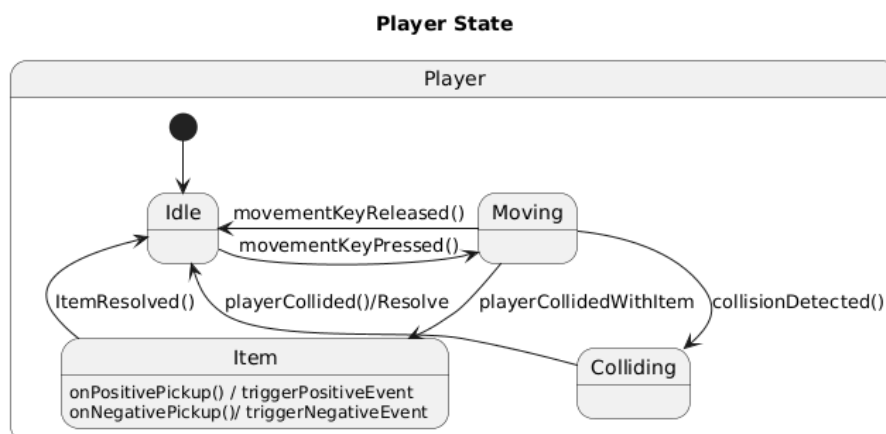 Player State
Player
Idle
movementKeyReleased()
Moving
movementKeyPressed()
ItemResolved()
playerCollided()/Resolve
playerCollidedWithItem
collisionDetected()
Item
Colliding
onPositivePickup() / triggerPositiveEvent
onNegativePickup()/ triggerNegativeEvent